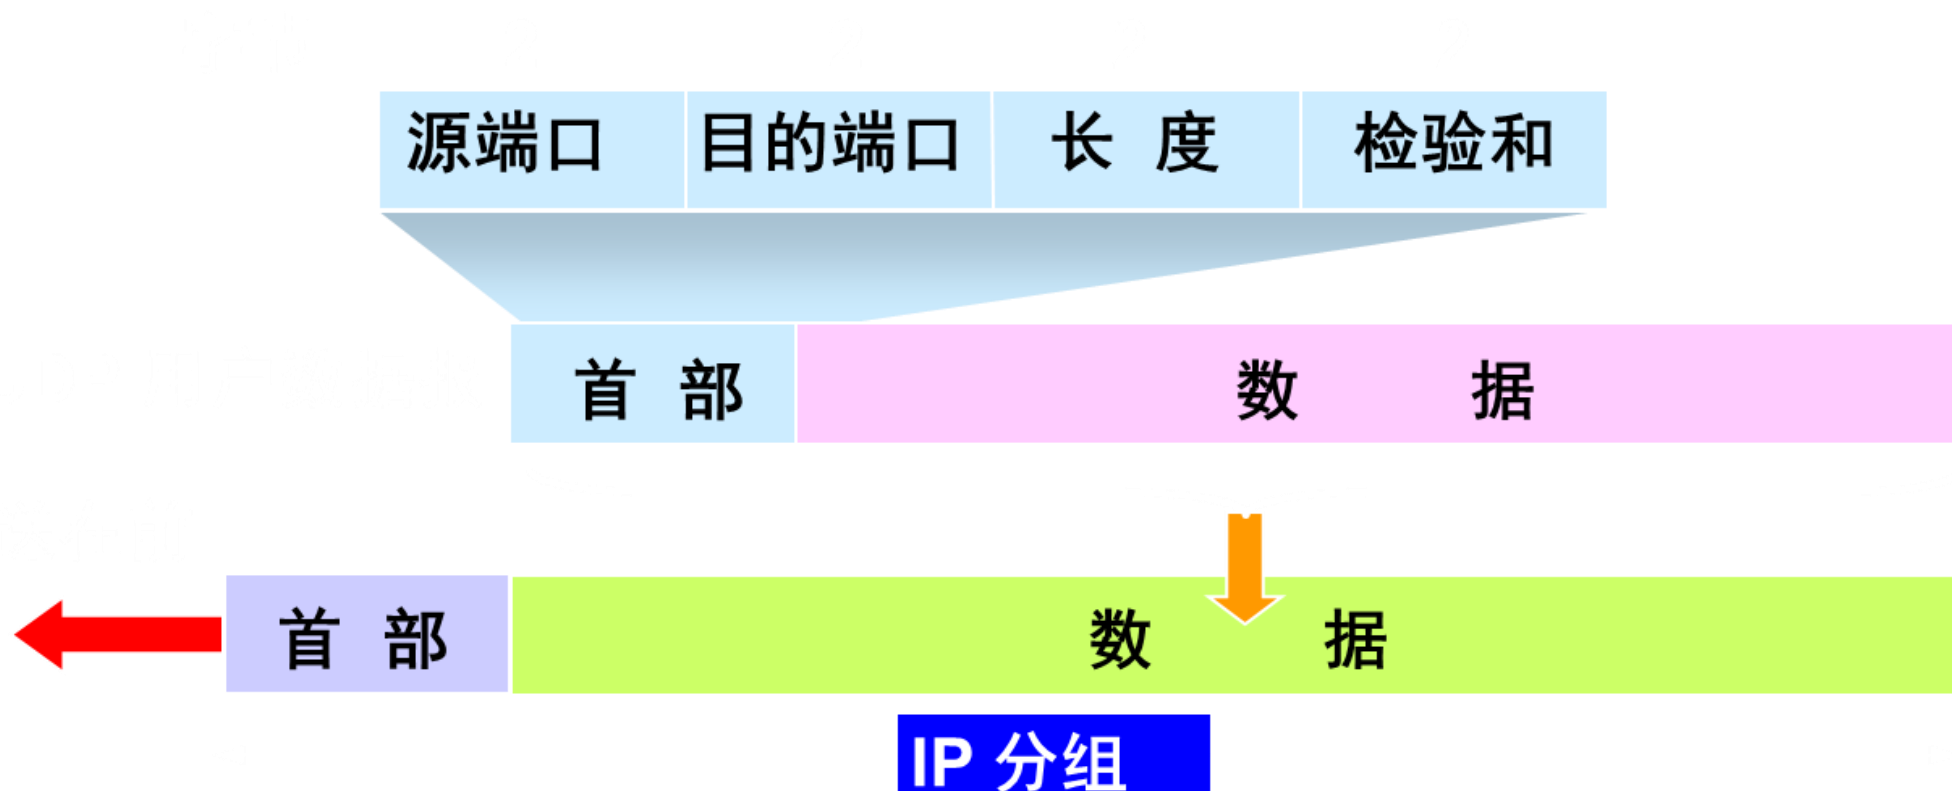 源端口 目的端口 长 度 检验和
首 部 数 据
首 部 数 据
IP 分组